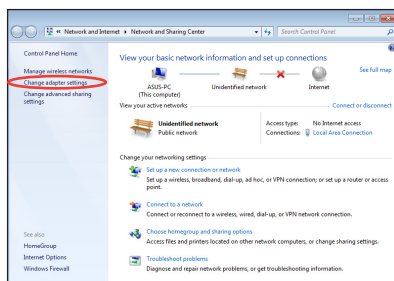 « Network and Internet ▸ Network and Sharing Center
Search Control Panel
Control Panel Home
Manage wireless networks
Change adapter settings
Change advanced sharing
settings
See also
HomeGroup
Internet Options
Windows Firewall
View your basic network information and set up connections
See full map
ASUS-PC
(This computer)
Unidentified network
Internet
View your active networks
Connect or disconnect
Unidentified network
Public network
Access type: No Internet access
Connections: Local Area Connection
Change your networking settings
Set up a new connection or network
Set up a wireless, broadband, dial-up, ad hoc, or VPN connection; or set up a router or access
point.
Connect to a network
Connect or reconnect to a wireless, wired, dial-up, or VPN network connection.
Choose homegroup and sharing options
Access files and printers located on other network computers, or change sharing settings.
Troubleshoot problems
Diagnose and repair network problems, or get troubleshooting information.